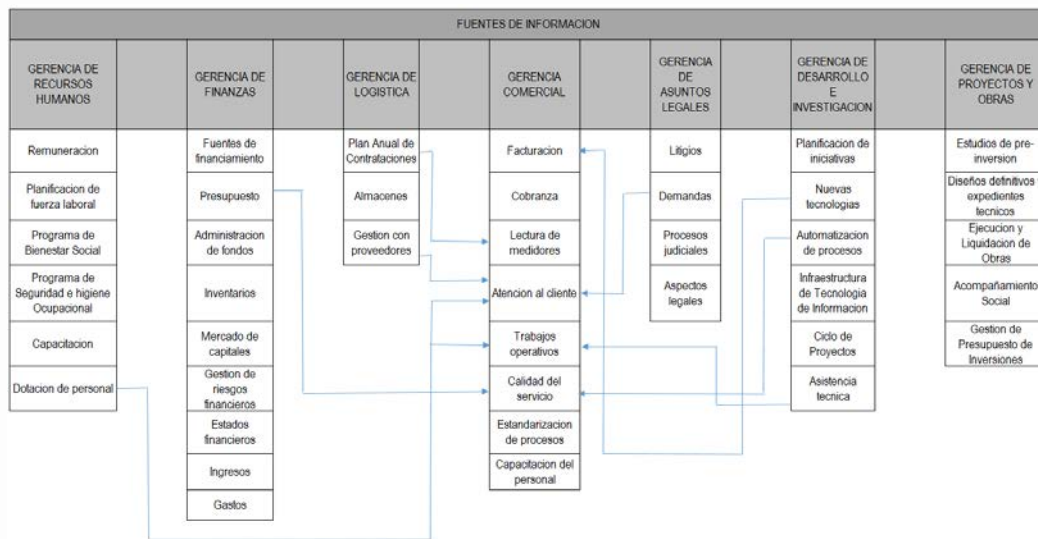 FUENTES DE INFORMACION
GERENCIA DE
RECURSOS
HUMANOS
GERENCIA DE
FINANZAS
GERENCIA DE
LOGISTICA
GERENCIA
COMERCIAL
GERENCIA
DE
ASUNTOS
LEGALES
GERENCIA DE
DESARROLLO
E
INVESTIGACION
GERENCIA DE
PROYECTOS Y
OBRAS
Remuneracion
Planificacion de
fuerza laboral
Programa de
Bienestar Social
Programa de
Seguridad e higiene
Ocupacional
Capacitacion
Dotacion de personal
Fuentes de
financiamiento
Presupuesto
Administracion
de fondos
Inventarios
Mercado de
capitales
Gestion de
riesgos
financieros
Estados
financieros
Ingresos
Gastos
Plan Anual de
Contrataciones
Almacenes
Gestion con
proveedores
Facturacion
Cobranza
Lectura de
medidores
Atencion al cliente
Trabajos
operativos
Calidad del
servicio
Estandarizacion
de procesos
Capacitacion del
personal
Litigios
Demandas
Procesos
judiciales
Aspectos
legales
Planificacion de
iniciativas
Nuevas
tecnologias
Automatizacion
de procesos
Infraestructura
de Tecnologia
de Informacion
Ciclo de
Proyectos
Asistencia
tecnica
Estudios de pre-
inversion
Diseños definitivos
expedientes
tecnicos
Ejecucion y
Liquidacion de
Obras
Acompañamiento
Social
Gestion de
Presupuesto de
Inversiones